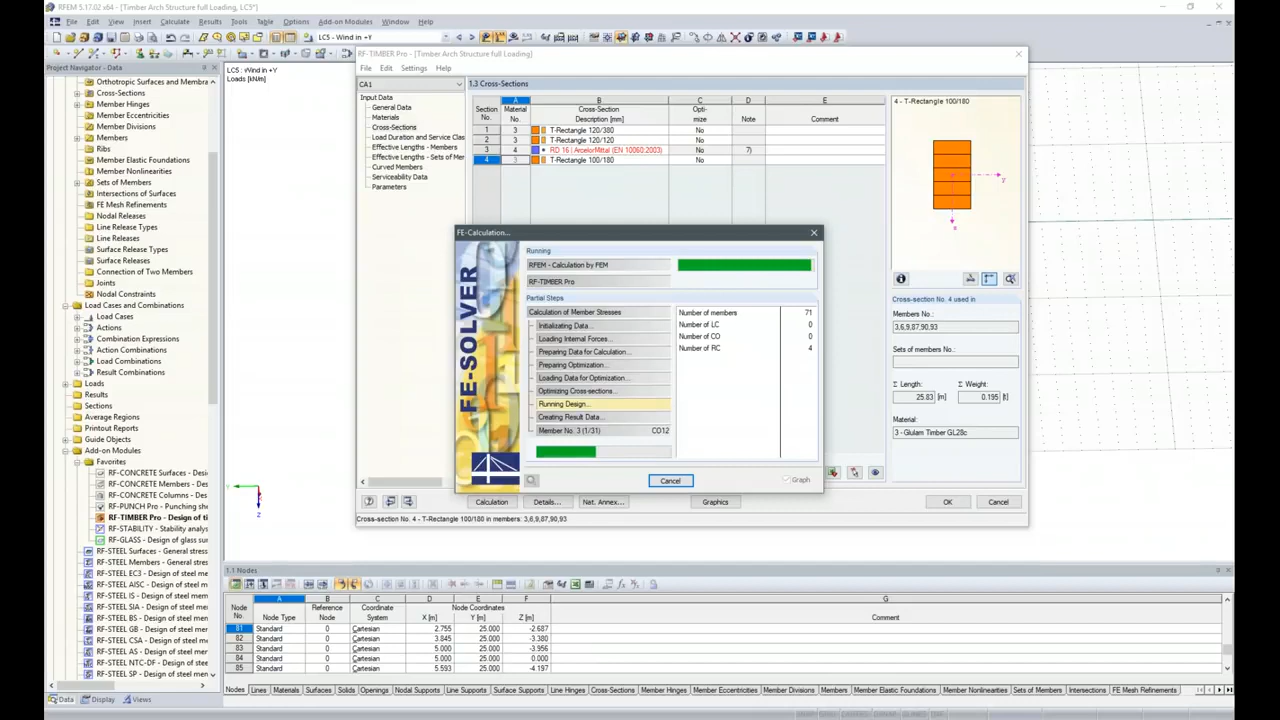 RFEM 5.17.02 x64 - [Timber Arch Structure full Loading, LC5*]
File Edit View Insert Calculate Results Tools Table Options Add-on Modules Window Help
LC5 - Wind in +Y
Project Navigator - Data
Orthotropic Surfaces and Membra
Cross-Sections
Member Hinges
Member Eccentricities
Member Divisions
Members
Ribs
Member Elastic Foundations
Member Nonlinearities
Sets of Members
Intersections of Surfaces
FE Mesh Refinements
Nodal Releases
Line Release Types
Line Releases
Surface Release Types
Surface Releases
Connection of Two Members
Joints
Nodal Constraints
Load Cases and Combinations
Load Cases
Actions
Combination Expressions
Action Combinations
Load Combinations
Result Combinations
Loads
Results
Sections
Average Regions
Printout Reports
Guide Objects
Add-on Modules
Favorites
RF-CONCRETE Surfaces - Desi
RF-CONCRETE Members - Des
RF-CONCRETE Columns - Desi
RF-PUNCH Pro - Punching she
RF-TIMBER Pro - Design of ti
RF-STABILITY - Stability analys
RF-GLASS - Design of glass sur
RF-STEEL Surfaces - General stress
RF-STEEL Members - General stress
RF-STEEL EC3 - Design of steel me
RF-STEEL AISC - Design of steel m
RF-STEEL IS - Design of steel mem
RF-STEEL SIA - Design of steel me
RF-STEEL BS - Design of steel me
RF-STEEL GB - Design of steel me
RF-STEEL CSA - Design of steel m
RF-STEEL AS - Design of steel me
RF-STEEL NTC-DF - Design of stee
RF-STEEL SP - Design of steel me
Data Display Views
LC5 : Wind in +Y
Loads [kN/m]
Y
Z
RF-TIMBER Pro - [Timber Arch Structure full Loading]
File Edit Settings Help
CA1
1.3 Cross-Sections
Input Data
General Data
Materials
Cross-Sections
Load Duration and Service Clas
Effective Lengths - Members
Effective Lengths - Sets of Mer
Curved Members
Serviceability Data
Parameters
A B C D E
Section No. Material No. Cross-Section Description [mm] Opti- mize Note Comment
1 3 T-Rectangle 120/380 No
2 3 T-Rectangle 120/120 No
3 4 RD 16 | ArcelorMittal (EN 10060:2003) No 7)
4 3 T-Rectangle 100/180 No
4 - T-Rectangle 100/180
y
z
Cross-section No. 4 used in
Members No.:
3,6,9,87,90,93
Sets of members No.:
Σ Length: Σ Weight:
25.83 [m] 0.195 [t]
Material:
3 - Glulam Timber GL28c
FE-Calculation...
FE-SOLVER
Running
RFEM - Calculation by FEM
RF-TIMBER Pro
Partial Steps
Calculation of Member Stresses
Initializating Data...
Loading Internal Forces...
Preparing Data for Calculation...
Preparing Optimization...
Loading Data for Optimization...
Optimizing Cross-sections...
Running Design...
Creating Result Data...
Member No. 3 (1/31) CO12
Number of members 71
Number of LC 0
Number of CO 0
Number of RC 4
Cancel
Graph
Calculation Details... Nat. Annex... Graphics OK Cancel
Cross-section No. 4 - T-Rectangle 100/180 in members: 3,6,9,87,90,93
1.1 Nodes
A B C D E F G
Node No. Node Type Reference Node Coordinate System Node Coordinates X [m] Y [m] Z [m] Comment
81 Standard 0 Cartesian 2.755 25.000 -2.687
82 Standard 0 Cartesian 3.845 25.000 -3.380
83 Standard 0 Cartesian 5.000 25.000 -3.956
84 Standard 0 Cartesian 5.000 25.000 0.000
85 Standard 0 Cartesian 5.593 25.000 -4.197
Nodes Lines Materials Surfaces Solids Openings Nodal Supports Line Supports Surface Supports Line Hinges Cross-Sections Member Hinges Member Eccentricities Member Divisions Members Member Elastic Foundations Member Nonlinearities Sets of Members Intersections FE Mesh Refinements